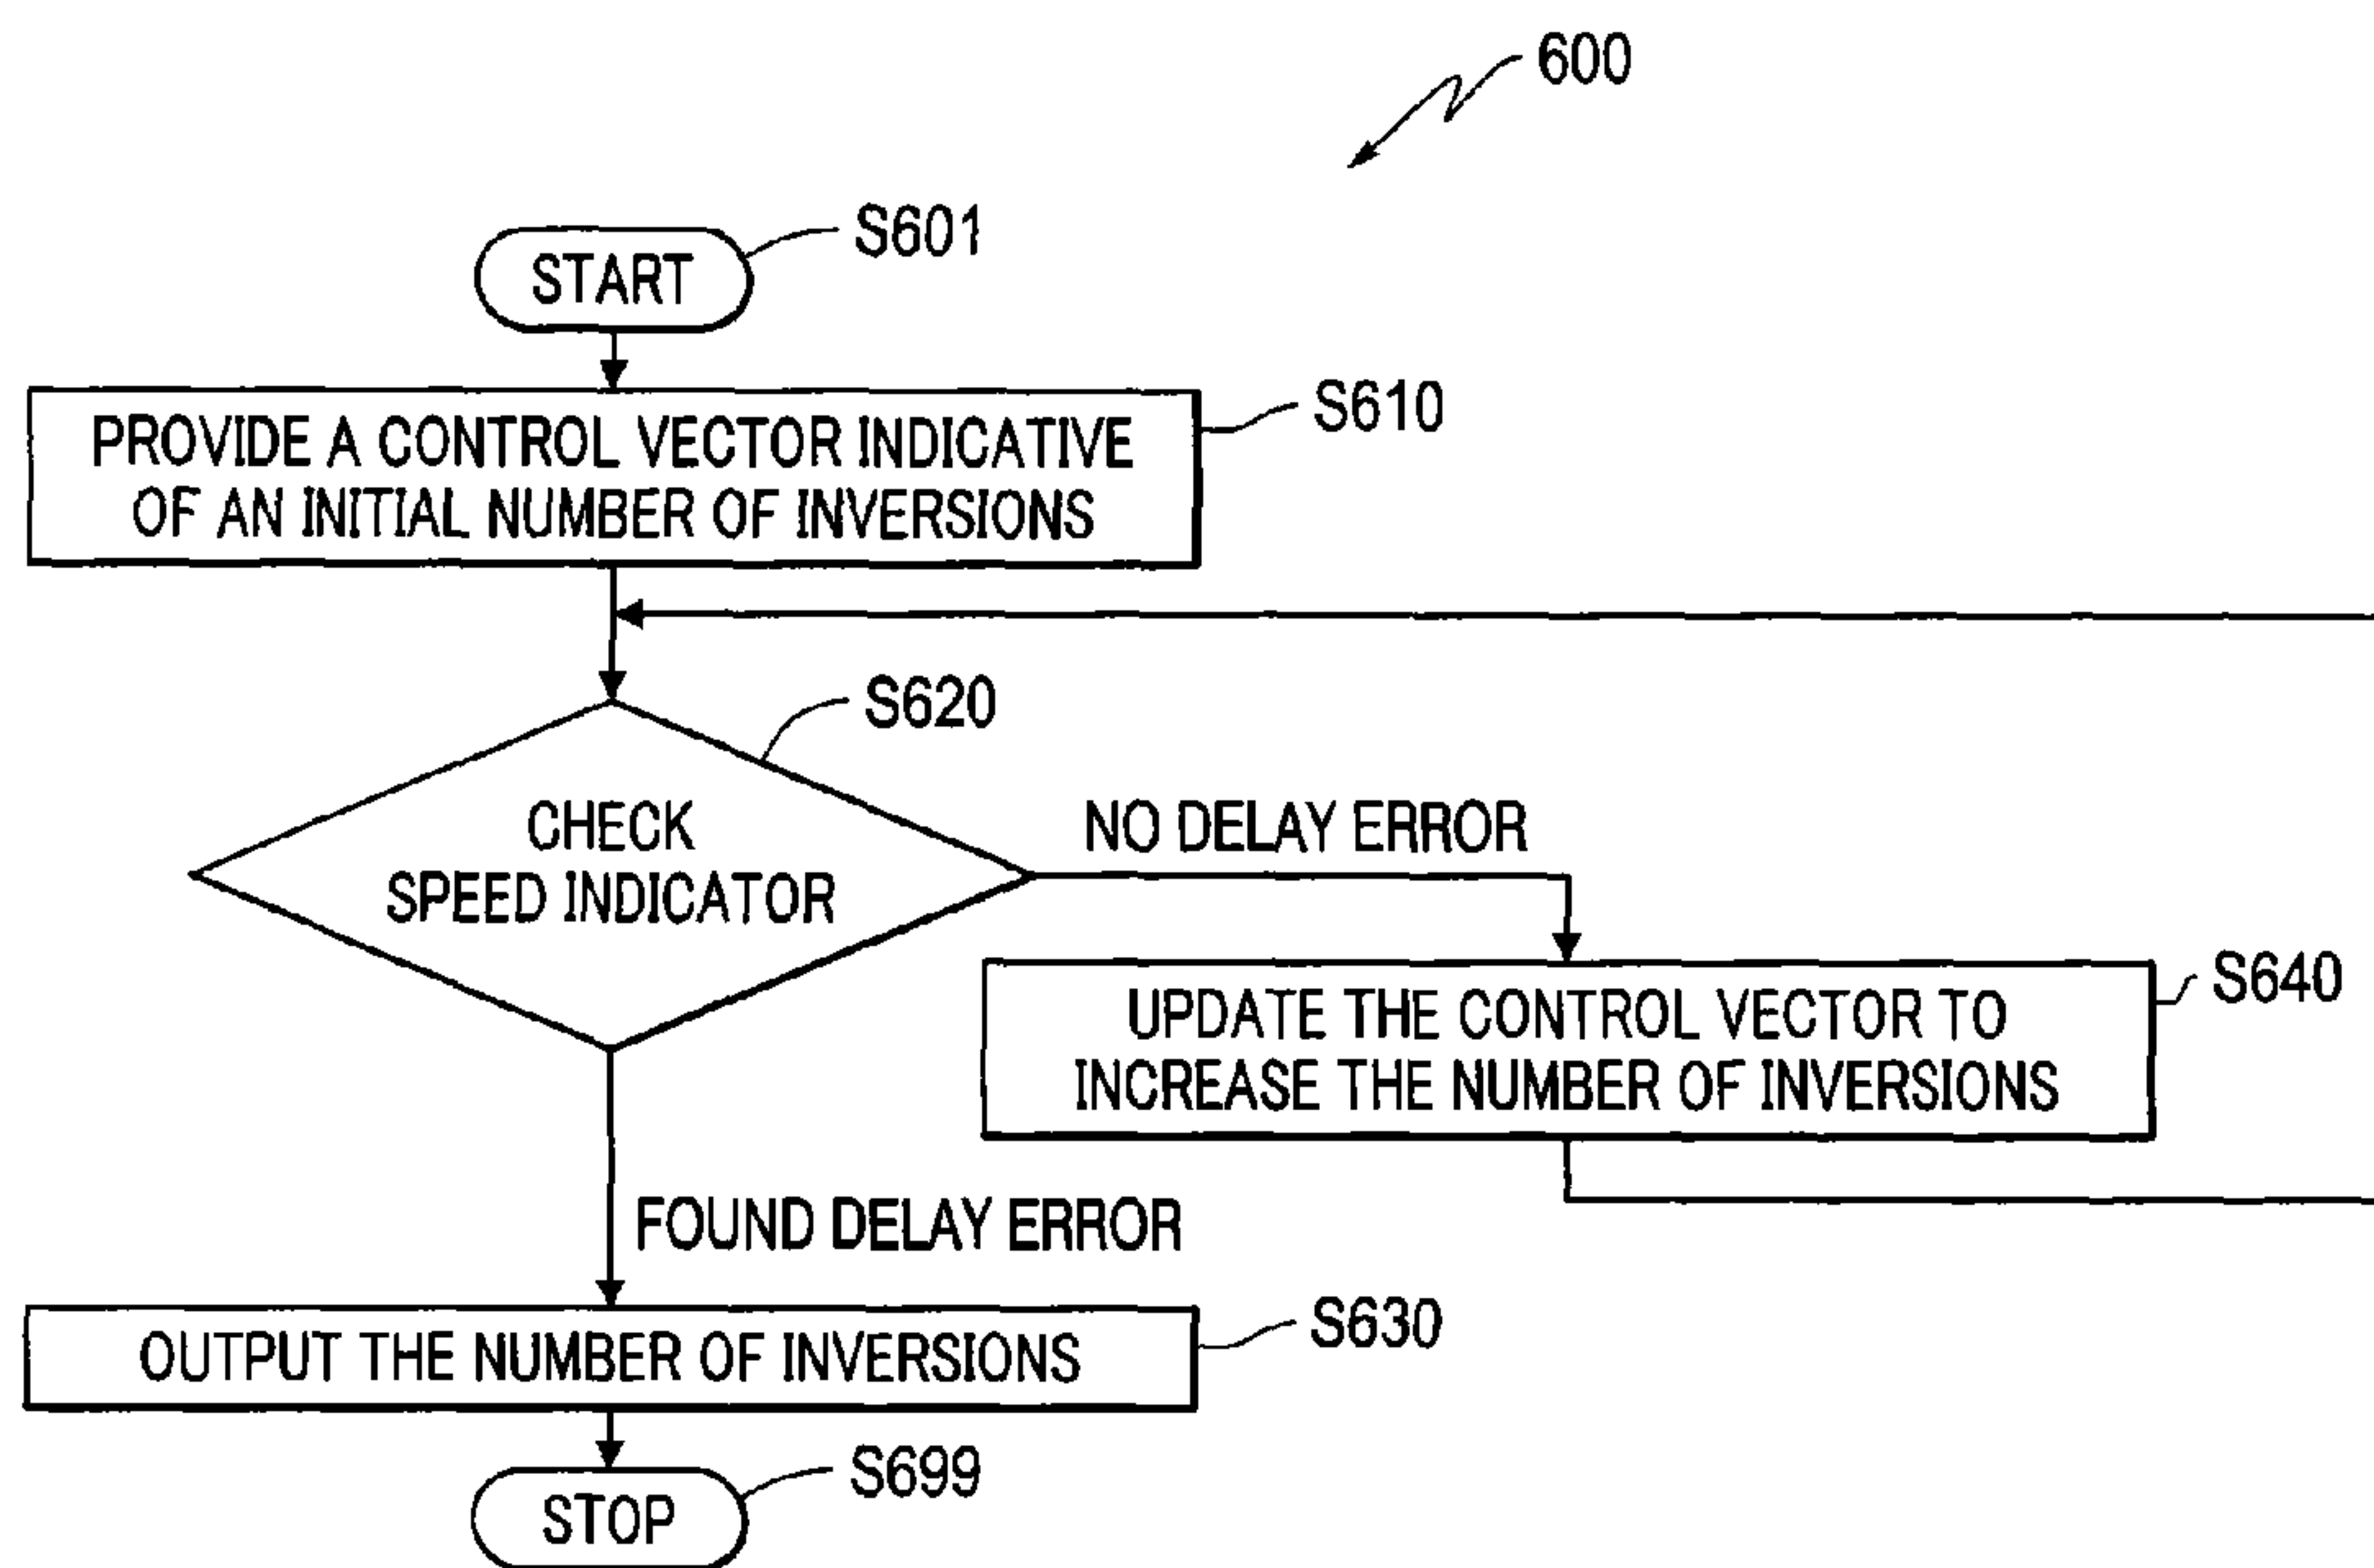 600
S601
START
S610
PROVIDE A CONTROL VECTOR INDICATIVE
OF AN INITIAL NUMBER OF INVERSIONS
S620
CHECK
SPEED INDICATOR
NO DELAY ERROR
S640
UPDATE THE CONTROL VECTOR TO
INCREASE THE NUMBER OF INVERSIONS
FOUND DELAY ERROR
S630
OUTPUT THE NUMBER OF INVERSIONS
S699
STOP